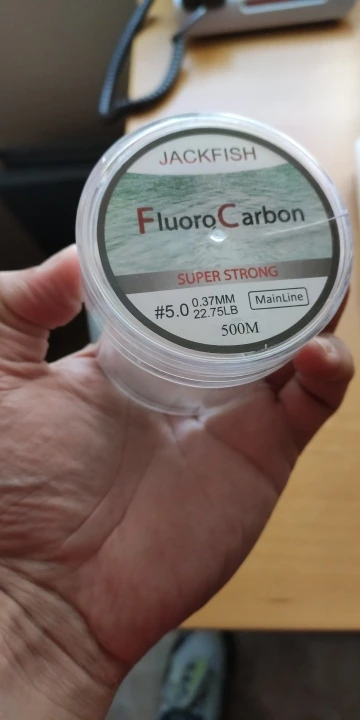 JACKFISH
FluoroCarbon
SUPER STRONG
#5.0 0.37MM 22.75LB MainLine
500M